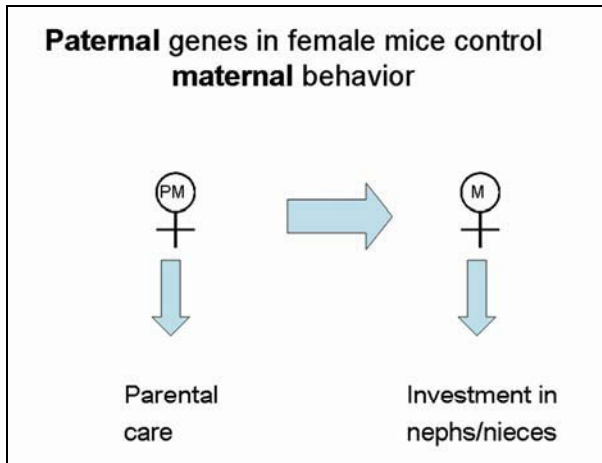 Paternal genes in female mice control
maternal behavior
PM
M
Parental
care
Investment in
nephs/nieces